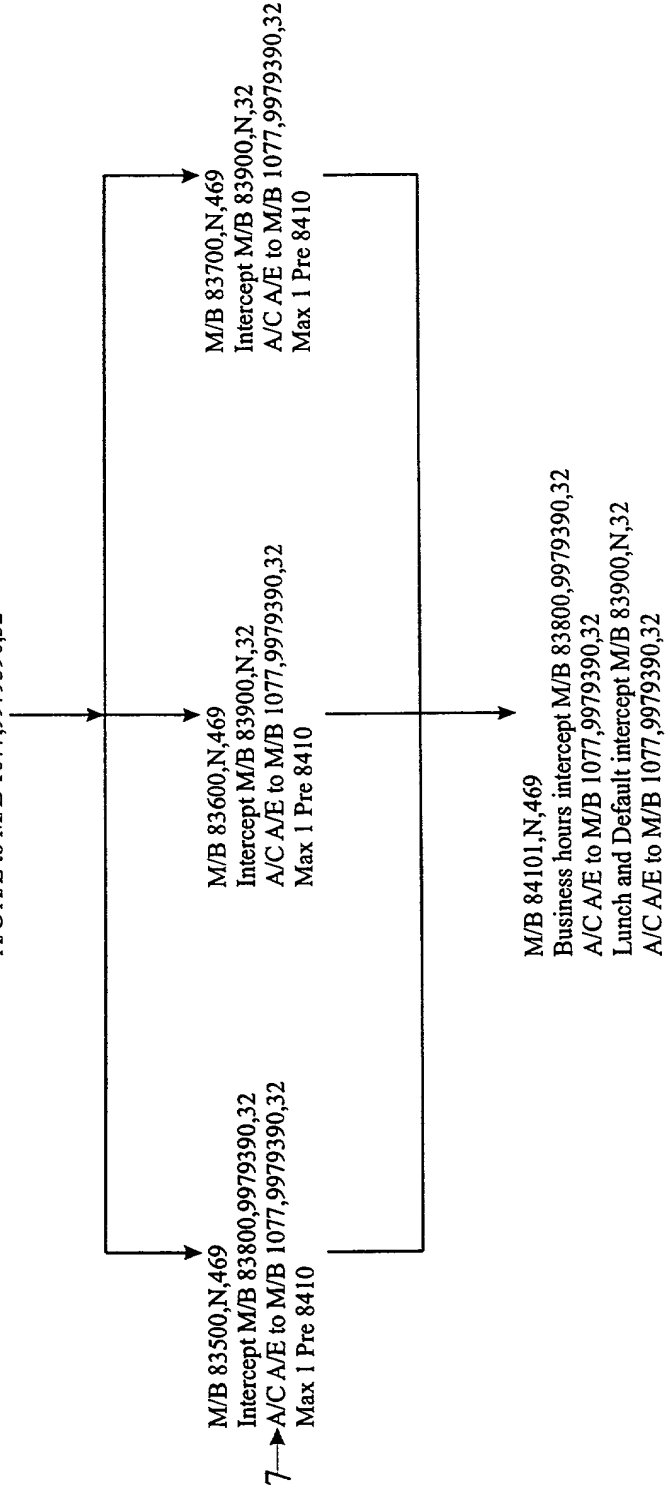 M/B 83500,N,469
Intercept M/B 83800,9979390,32
7 A/C A/E to M/B 1077,9979390,32
Max 1 Pre 8410
M/B 83600,N,469
Intercept M/B 83900,N,32
A/C A/E to M/B 1077,9979390,32
Max 1 Pre 8410
M/B 83700,N,469
Intercept M/B 83900,N,32
A/C A/E to M/B 1077,9979390,32
Max 1 Pre 8410
M/B 84101,N,469
Business hours intercept M/B 83800,9979390,32
A/C A/E to M/B 1077,9979390,32
Lunch and Default intercept M/B 83900,N,32
A/C A/E to M/B 1077,9979390,32